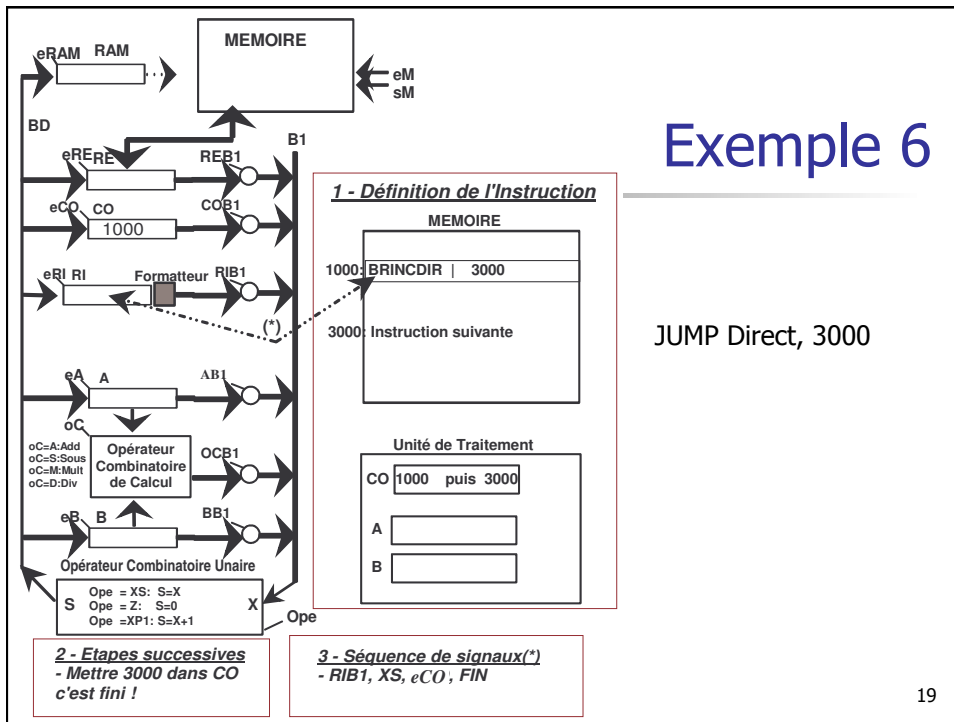 Exemple 6
MEMOIRE
eRAM RAM
eM
sM
BD
B1
eRE RE
REB1
eCO CO
COB1
1000
eRI RI
Formatteur
RIB1
(*)
eA A
AB1
oC
oC=A:Add
oC=S:Sous
oC=M:Mult
oC=D:Div
Opérateur
Combinatoire
de Calcul
OCB1
eB B
BB1
Opérateur Combinatoire Unaire
S
Ope = XS: S=X
Ope = Z: S=0
Ope =XP1: S=X+1
X
Ope
1 - Définition de l'Instruction
MEMOIRE
1000: BRINCDIR | 3000
3000: Instruction suivante
Unité de Traitement
CO 1000 puis 3000
A
B
JUMP Direct, 3000
2 - Etapes successives
- Mettre 3000 dans CO
c'est fini !
3 - Séquence de signaux(*)
- RIB1, XS, eCO, FIN
19